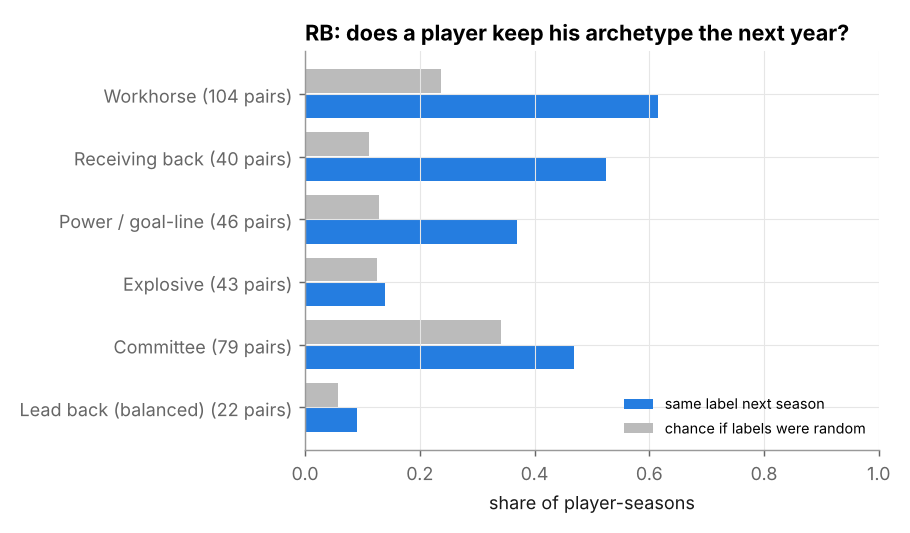 RB: does a player keep his archetype the next year?
Workhorse (104 pairs)
Receiving back (40 pairs)
Power / goal-line (46 pairs)
Explosive (43 pairs)
Committee (79 pairs)
Lead back (balanced) (22 pairs)
same label next season
chance if labels were random
0.0 0.2 0.4 0.6 0.8 1.0
share of player-seasons